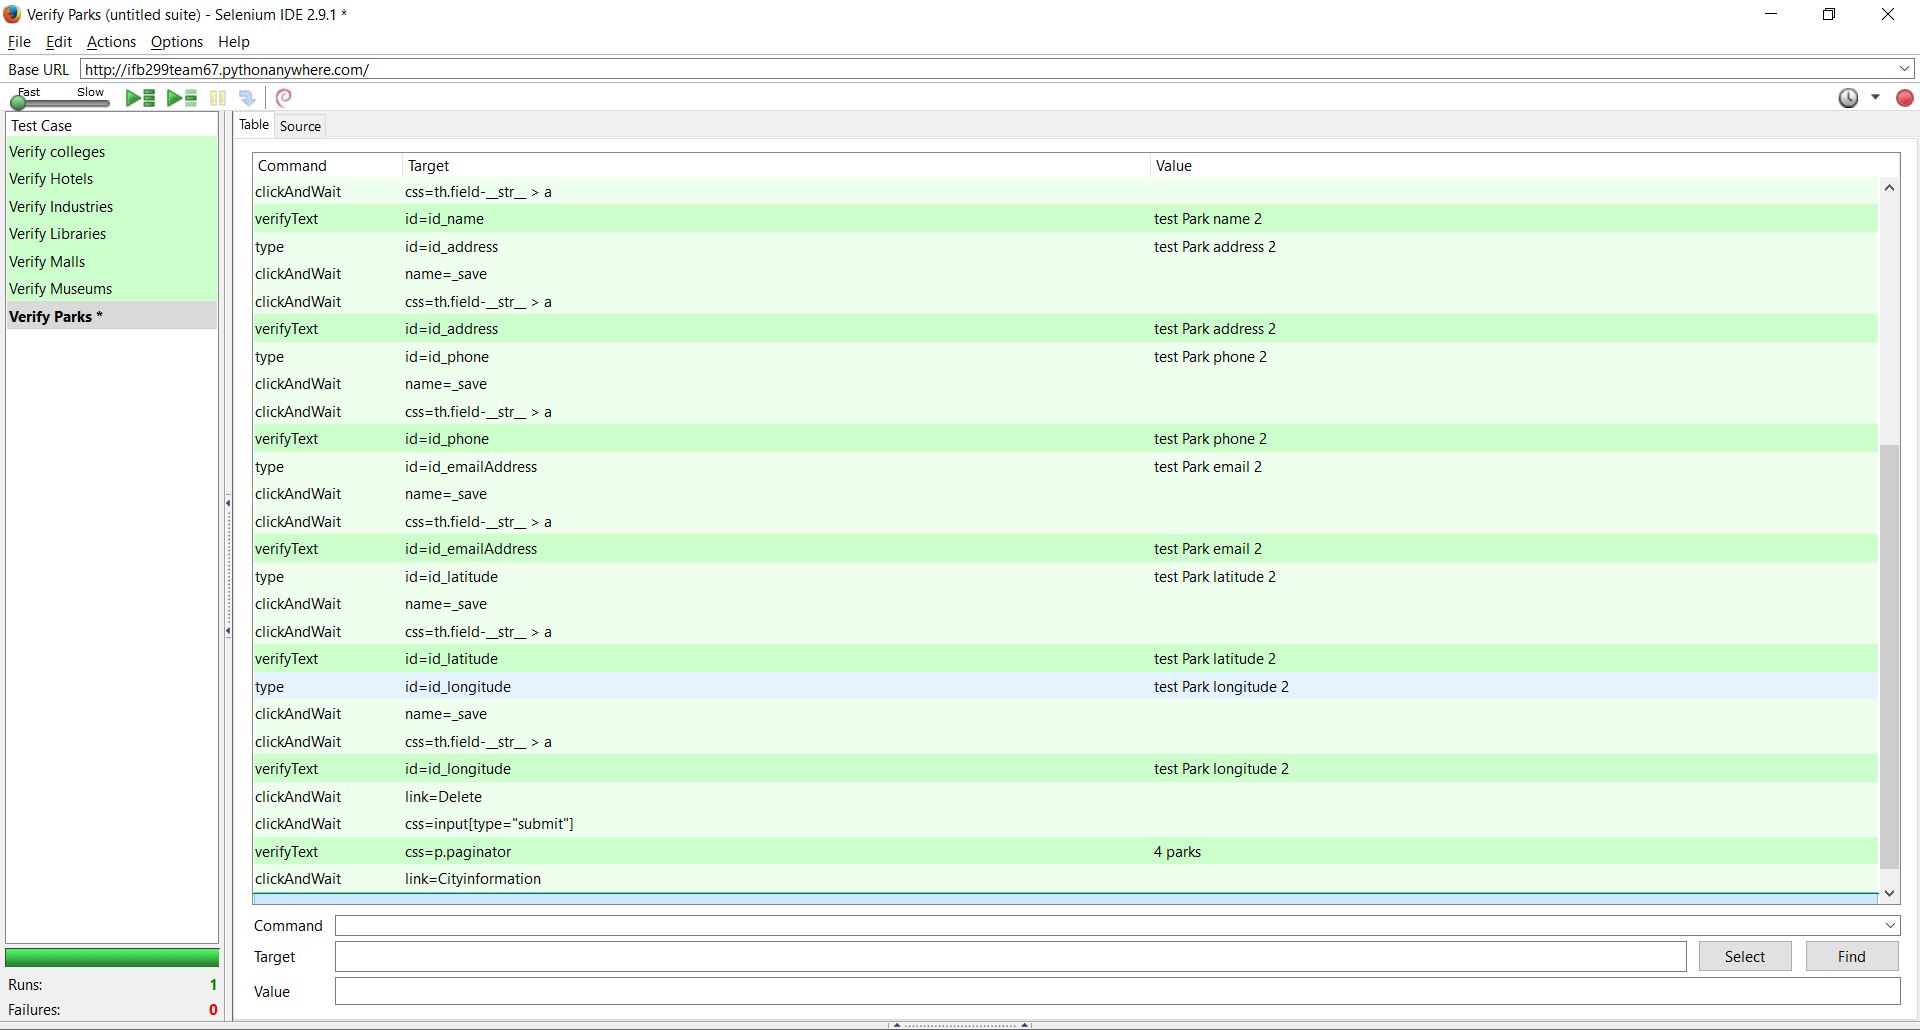 Verify Parks (untitled suite) - Selenium IDE 2.9.1 *
File Edit Actions Options Help
Base URL http://ifb299team67.pythonanywhere.com/
Fast Slow
Test Case
Verify colleges
Verify Hotels
Verify Industries
Verify Libraries
Verify Malls
Verify Museums
Verify Parks *
Runs: 1
Failures: 0
Table Source
Command Target Value
clickAndWait css=th.field-__str__ > a
verifyText id=id_name test Park name 2
type id=id_address test Park address 2
clickAndWait name=_save
clickAndWait css=th.field-__str__ > a
verifyText id=id_address test Park address 2
type id=id_phone test Park phone 2
clickAndWait name=_save
clickAndWait css=th.field-__str__ > a
verifyText id=id_phone test Park phone 2
type id=id_emailAddress test Park email 2
clickAndWait name=_save
clickAndWait css=th.field-__str__ > a
verifyText id=id_emailAddress test Park email 2
type id=id_latitude test Park latitude 2
clickAndWait name=_save
clickAndWait css=th.field-__str__ > a
verifyText id=id_latitude test Park latitude 2
type id=id_longitude test Park longitude 2
clickAndWait name=_save
clickAndWait css=th.field-__str__ > a
verifyText id=id_longitude test Park longitude 2
clickAndWait link=Delete
clickAndWait css=input[type="submit"]
verifyText css=p.paginator 4 parks
clickAndWait link=Cityinformation
Command
Target Select Find
Value